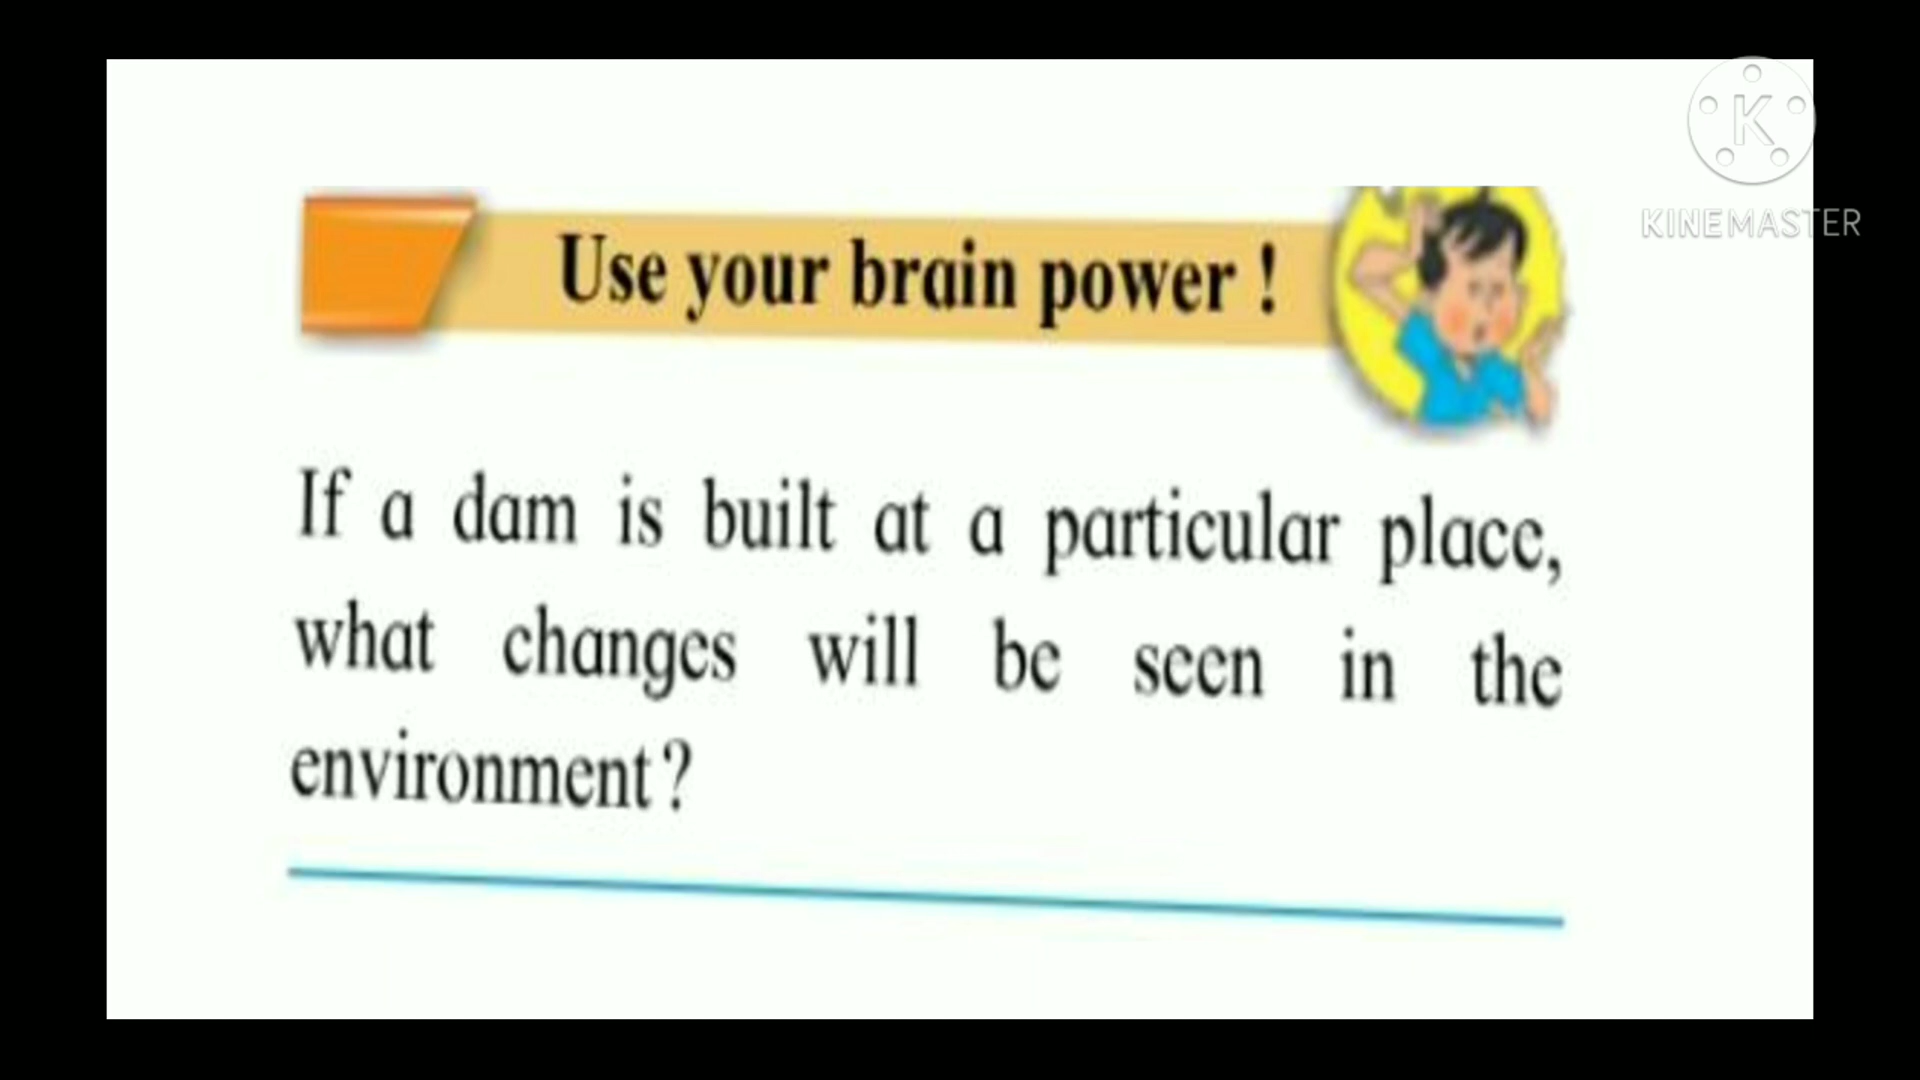 K
KINEMASTER
Use your brain power !
If a dam is built at a particular place,
what changes will be seen in the
environment?